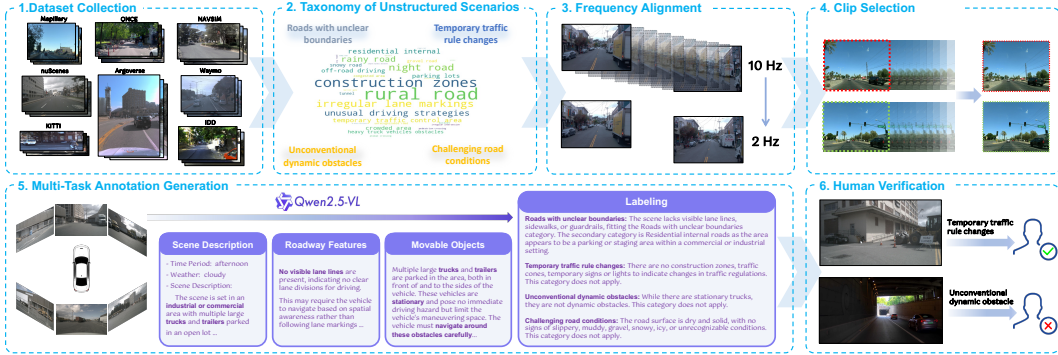 1.Dataset Collection
Mapillary
ONCE
NAVSIM
nuScenes
Argoverse
Waymo
KITTI
IDD
2. Taxonomy of Unstructured Scenarios
Roads with unclear
boundaries
Temporary traffic
rule changes
residential internal
rainy road
snowy road
night road
off-road driving
parking lots
construction zones
rural road
irregular lane markings
unusual driving strategies
temporary traffic control area
crowded area
heavy truck vehicles obstacles
Unconventional
dynamic obstacles
Challenging road
conditions
3. Frequency Alignment
10 Hz
2 Hz
4. Clip Selection
5. Multi-Task Annotation Generation
Qwen2.5-VL
Scene Description
- Time Period: afternoon
- Weather: cloudy
- Scene Description:
The scene is set in an
industrial or commercial
area with multiple large
trucks and trailers parked
in an open lot ...
Roadway Features
No visible lane lines are
present, indicating no clear
lane divisions for driving.
This may require the vehicle
to navigate based on spatial
awareness rather than
following lane markings ...
Movable Objects
Multiple large trucks and trailers
are parked in the area, both in
front of and to the sides of the
vehicle. These vehicles are
stationary and pose no immediate
driving hazard but limit the
vehicle's maneuvering space. The
vehicle must navigate around
these obstacles carefully...
Labeling
Roads with unclear boundaries: The scene lacks visible lane lines,
sidewalks, or guardrails, fitting the Roads with unclear boundaries
category. The secondary category is Residential internal roads as the area
appears to be a parking or staging area within a commercial or industrial
setting.
Temporary traffic rule changes: There are no construction zones, traffic
cones, temporary signs or lights to indicate changes in traffic regulations.
This category does not apply.
Unconventional dynamic obstacles: While there are stationary trucks,
they are not dynamic obstacles. This category does not apply.
Challenging road conditions: The road surface is dry and solid, with no
signs of slippery, muddy, gravel, snowy, icy, or unrecognizable conditions.
This category does not apply.
6. Human Verification
Temporary traffic
rule changes
Unconventional
dynamic obstacle